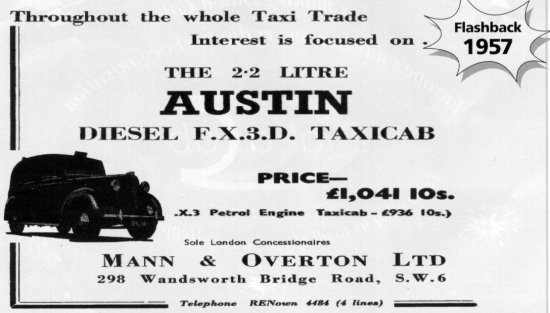 Throughout the whole Taxi Trade
Interest is focused on .
Flashback
1957
THE 2·2 LITRE
AUSTIN
DIESEL F.X.3.D. TAXICAB
PRICE—
£1,041 10s.
.X.3 Petrol Engine Taxicab - £936 10s.)
Sole London Concessionaires
MANN & OVERTON LTD
298 Wandsworth Bridge Road, S.W.6
Telephone RENown 4484 (4 lines)